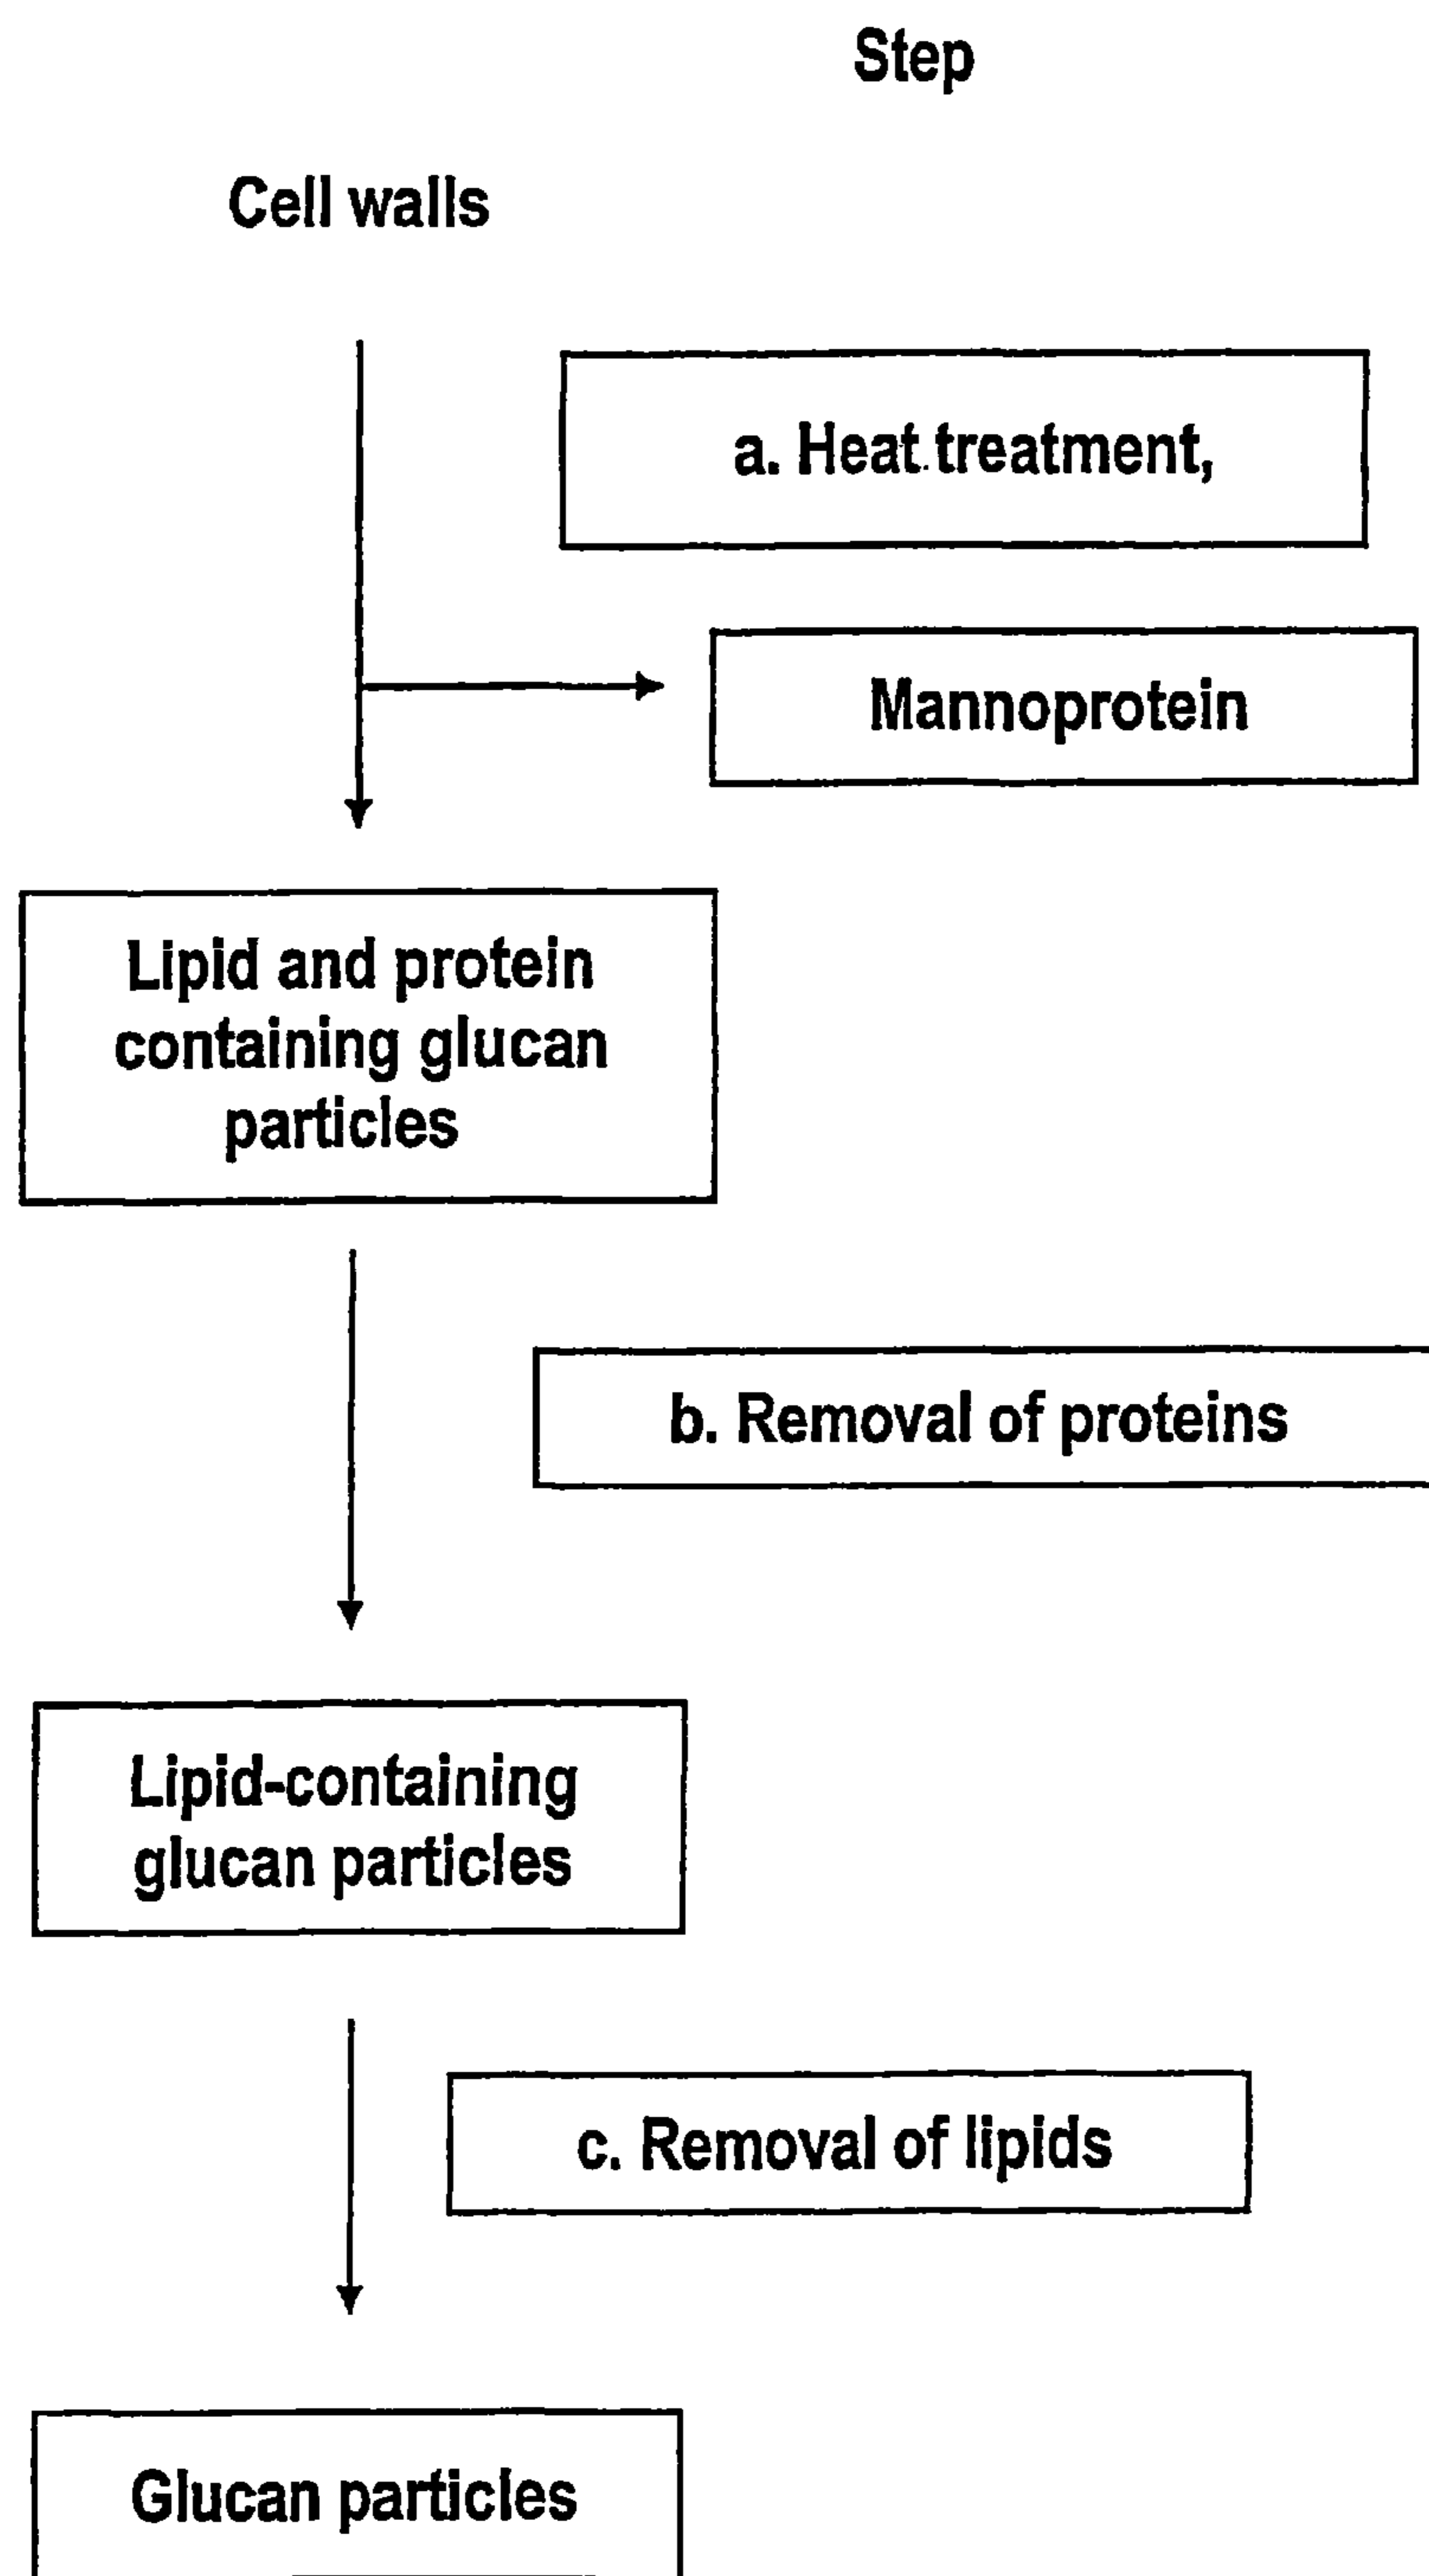 Step
Cell walls
a. Heat treatment,
Mannoprotein
Lipid and protein
containing glucan
particles
b. Removal of proteins
Lipid-containing
glucan particles
c. Removal of lipids
Glucan particles